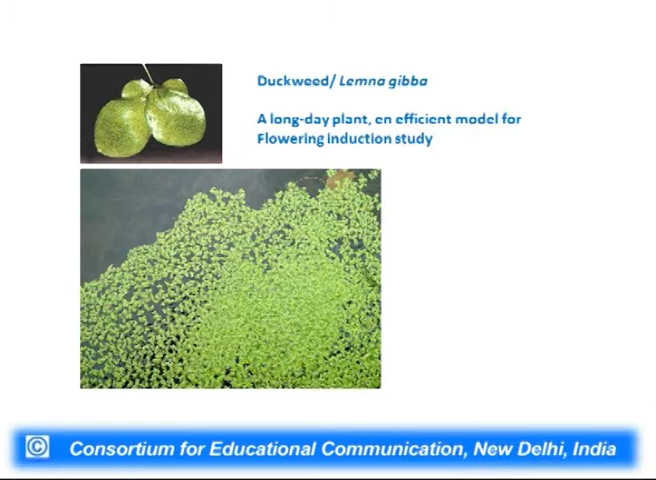 Duckweed/ Lemna gibba
A long-day plant, en efficient model for
Flowering induction study
© Consortium for Educational Communication, New Delhi, India